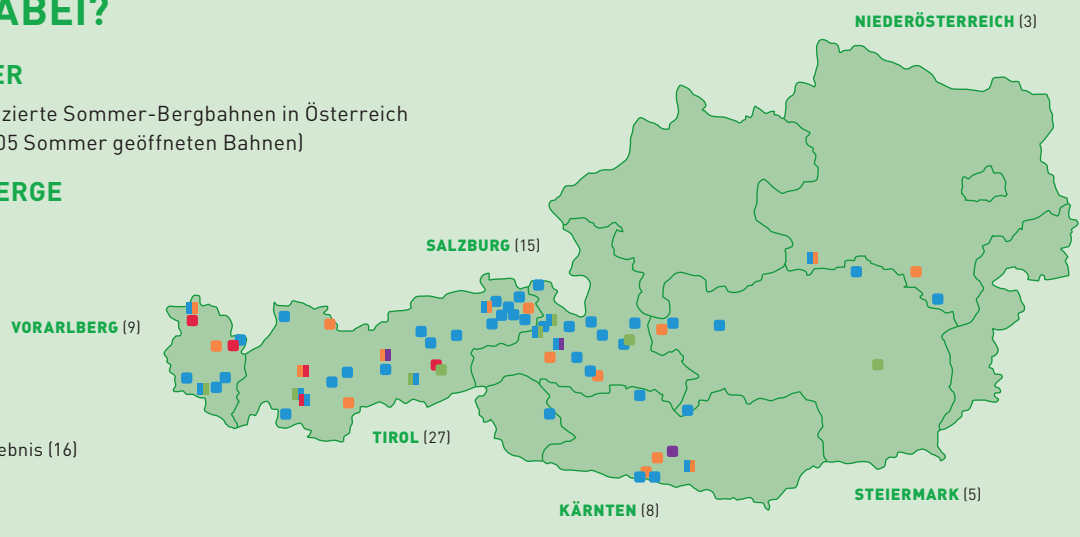 ABEI?
ER
zierte Sommer-Bergbahnen in Österreich
05 Sommer geöffneten Bahnen)
ERGE
ebnis (16)
NIEDERÖSTERREICH (3)
SALZBURG (15)
VORARLBERG (9)
TIROL (27)
KÄRNTEN (8)
STEIERMARK (5)